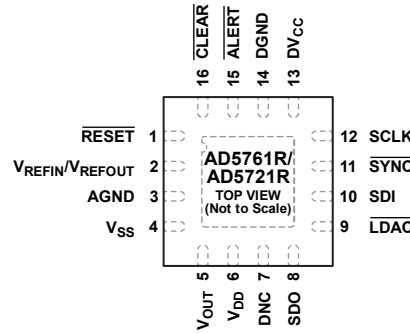 CLEAR
ALERT
DGND
DVCC
16 15 14 13
RESET 1
VREFIN/VREFOUT 2
AGND 3
VSS 4
AD5761R/
AD5721R
TOP VIEW
(Not to Scale)
12 SCLK
11 SYNC
10 SDI
9 LDAC
5 6 7 8
VOUT
VDD
DNC
SDO